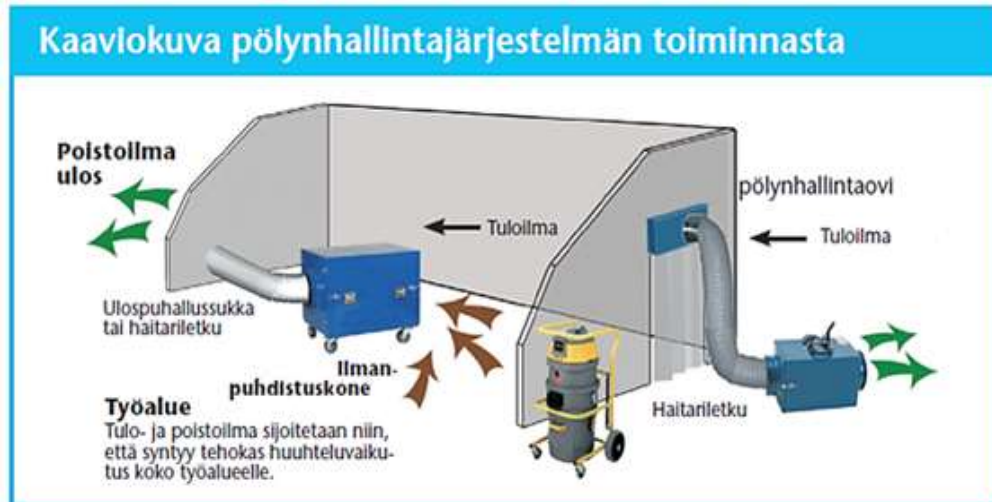 Kaaviokuva pölynhallintajärjestelmän toiminnasta
Poistoilma
ulos
pölynhallintaovi
Tuloilma
Tuloilma
Ulospuhallussukka
tai haitariletku
Ilman-
puhdistuskone
Haitariletku
Työalue
Tulo- ja poistoilma sijoitetaan niin,
että syntyy tehokas huuhteluvaiku-
tus koko työalueelle.